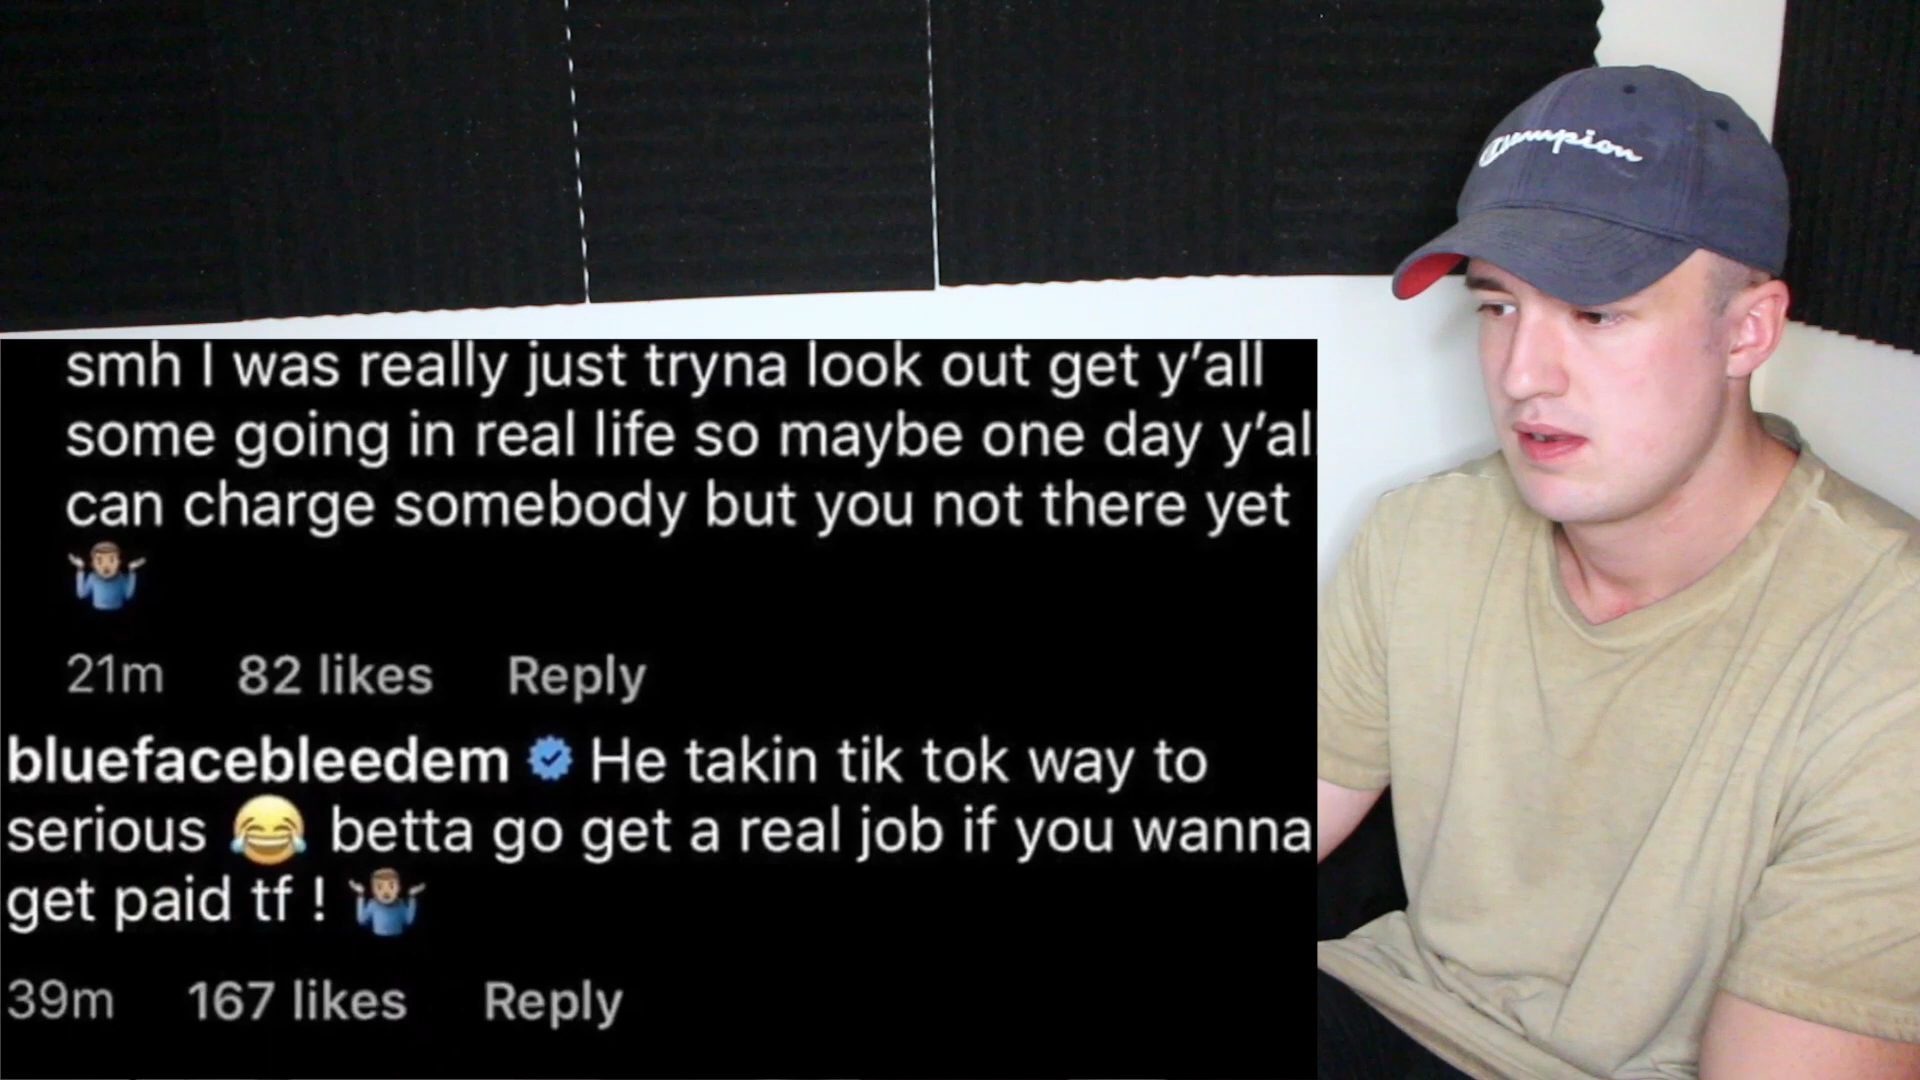 Champion
smh I was really just tryna look out get y’all
some going in real life so maybe one day y’all
can charge somebody but you not there yet
🤷🏽‍♂️
21m 82 likes Reply
bluefacebleedem He takin tik tok way to
serious 😂 betta go get a real job if you wanna
get paid tf ! 🤷🏽‍♂️
39m 167 likes Reply